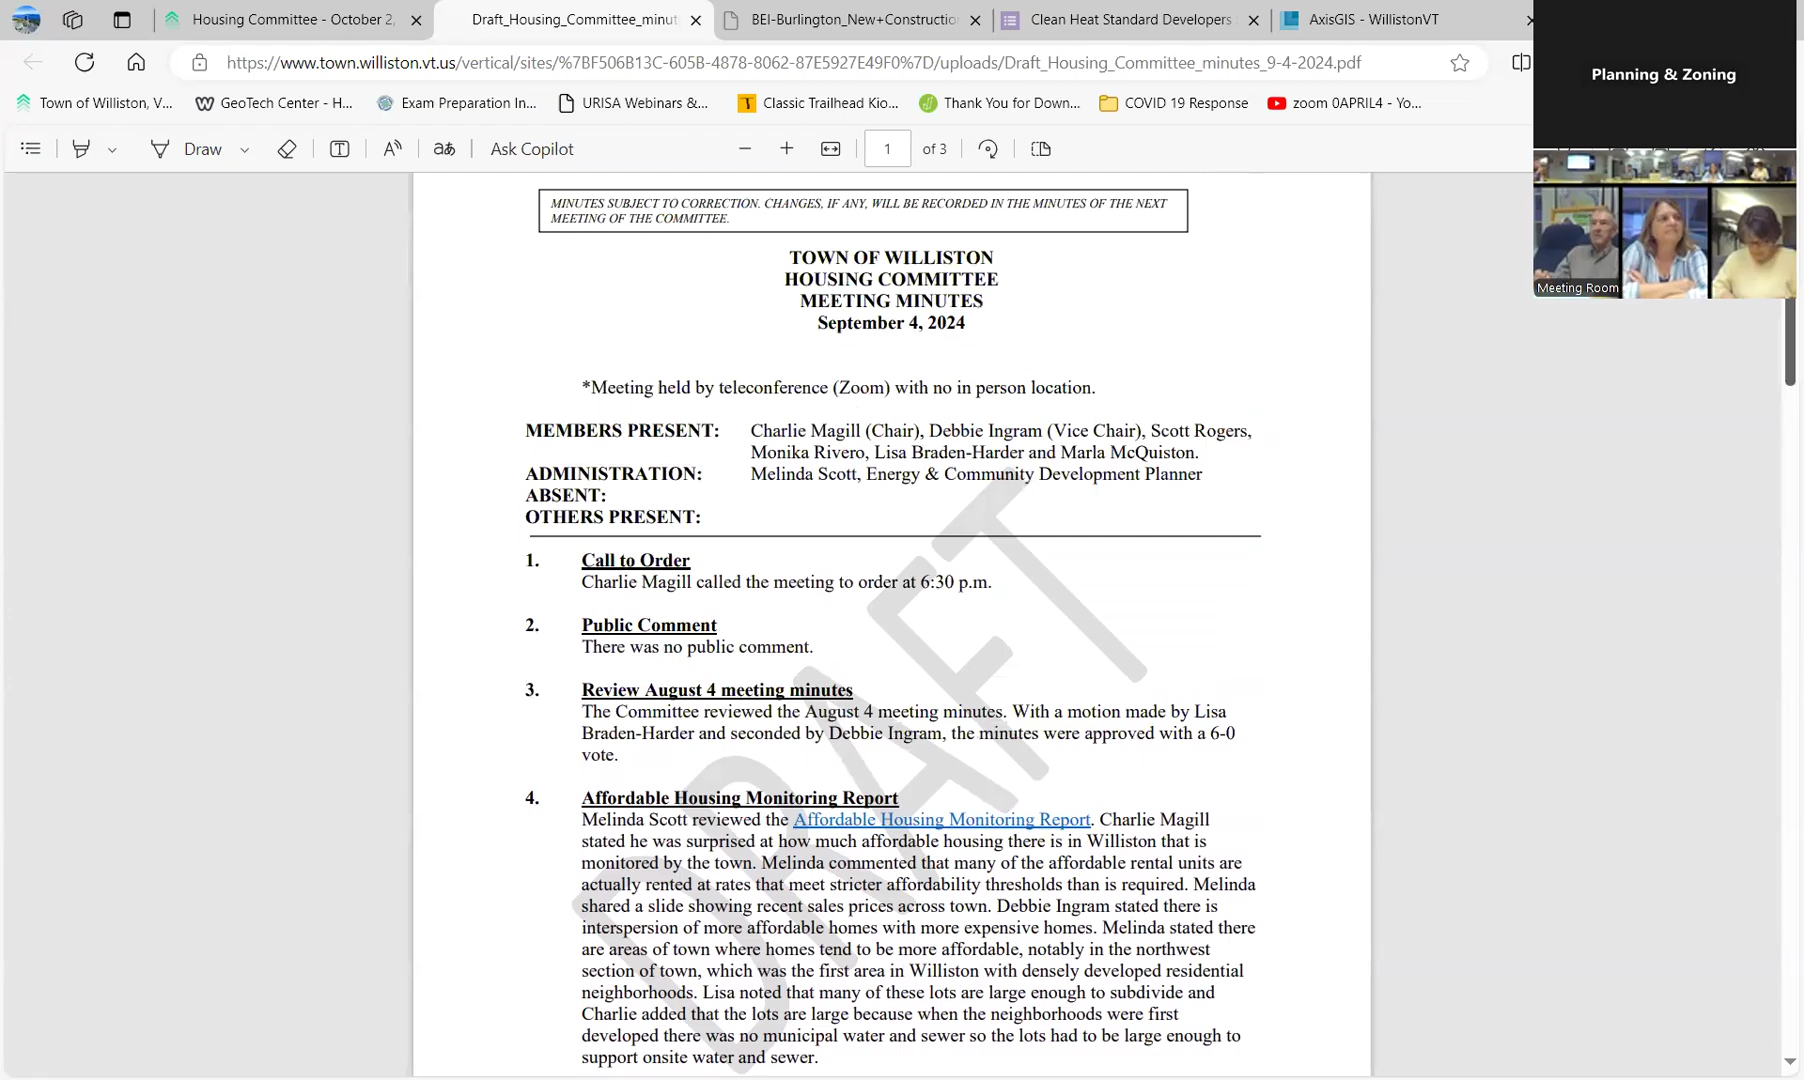 Housing Committee - October 2,
Draft_Housing_Committee_minut
BEI-Burlington_New+Constructio
Clean Heat Standard Developers
AxisGIS - WillistonVT
https://www.town.williston.vt.us/vertical/sites/%7BF506B13C-605B-4878-8062-87E5927E49F0%7D/uploads/Draft_Housing_Committee_minutes_9-4-2024.pdf
Town of Williston, V...
GeoTech Center - H...
Exam Preparation In...
URISA Webinars &...
Classic Trailhead Kio...
Thank You for Down...
COVID 19 Response
zoom 0APRIL4 - Yo...
Draw
Ask Copilot
1 of 3
Planning & Zoning
Meeting Room
MINUTES SUBJECT TO CORRECTION. CHANGES, IF ANY, WILL BE RECORDED IN THE MINUTES OF THE NEXT
MEETING OF THE COMMITTEE.
TOWN OF WILLISTON
HOUSING COMMITTEE
MEETING MINUTES
September 4, 2024
*Meeting held by teleconference (Zoom) with no in person location.
MEMBERS PRESENT: Charlie Magill (Chair), Debbie Ingram (Vice Chair), Scott Rogers,
Monika Rivero, Lisa Braden-Harder and Marla McQuiston.
ADMINISTRATION: Melinda Scott, Energy & Community Development Planner
ABSENT:
OTHERS PRESENT:
1. Call to Order
Charlie Magill called the meeting to order at 6:30 p.m.
2. Public Comment
There was no public comment.
3. Review August 4 meeting minutes
The Committee reviewed the August 4 meeting minutes. With a motion made by Lisa
Braden-Harder and seconded by Debbie Ingram, the minutes were approved with a 6-0
vote.
4. Affordable Housing Monitoring Report
Melinda Scott reviewed the Affordable Housing Monitoring Report. Charlie Magill
stated he was surprised at how much affordable housing there is in Williston that is
monitored by the town. Melinda commented that many of the affordable rental units are
actually rented at rates that meet stricter affordability thresholds than is required. Melinda
shared a slide showing recent sales prices across town. Debbie Ingram stated there is
interspersion of more affordable homes with more expensive homes. Melinda stated there
are areas of town where homes tend to be more affordable, notably in the northwest
section of town, which was the first area in Williston with densely developed residential
neighborhoods. Lisa noted that many of these lots are large enough to subdivide and
Charlie added that the lots are large because when the neighborhoods were first
developed there was no municipal water and sewer so the lots had to be large enough to
support onsite water and sewer.
DRAFT